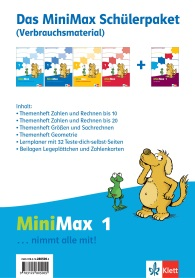 Das MiniMax Schülerpaket
(Verbrauchsmaterial)
+
Inhalt:
• Themenheft Zahlen und Rechnen bis 10
• Themenheft Zahlen und Rechnen bis 20
• Themenheft Größen und Sachrechnen
• Themenheft Geometrie
• Lernplaner mit 32 Teste-dich-selbst-Seiten
• Beilagen Legeplättchen und Zahlenkarten
MiniMax 1
... nimmt alle mit!
Klett